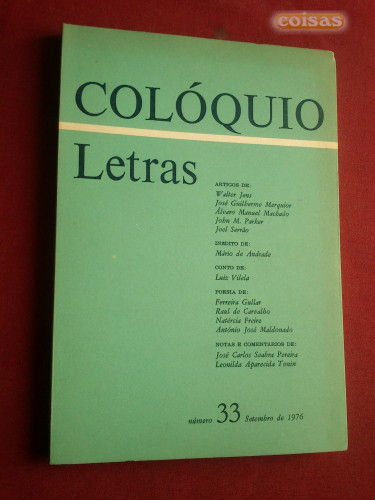 coisas
COLÓQUIO
Letras
ARTIGOS DE:
Walter Jens
José Guilherme Merquior
Álvaro Manuel Machado
John M. Parker
Joel Serrão
INÉDITO DE:
Mário de Andrade
CONTO DE:
Luiz Vilela
POESIA DE:
Ferreira Gullar
Raul de Carvalho
Natércia Freire
António José Maldonado
NOTAS E COMENTÁRIOS DE:
José Carlos Seabra Pereira
Leonilda Aparecida Tonin
número 33 Setembro de 1976